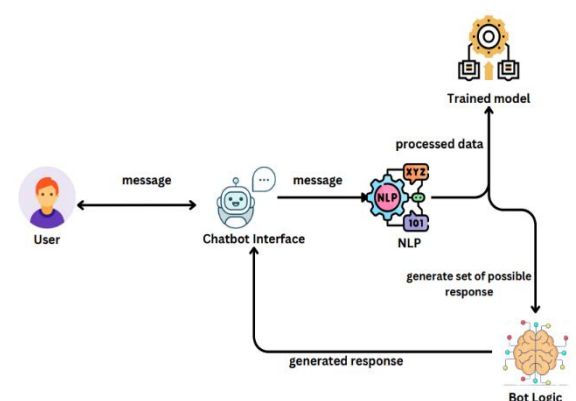 Trained model
processed data
XYZ
message
message
NLP
101
User
Chatbot Interface
NLP
generate set of possible
response
generated response
Bot Logic